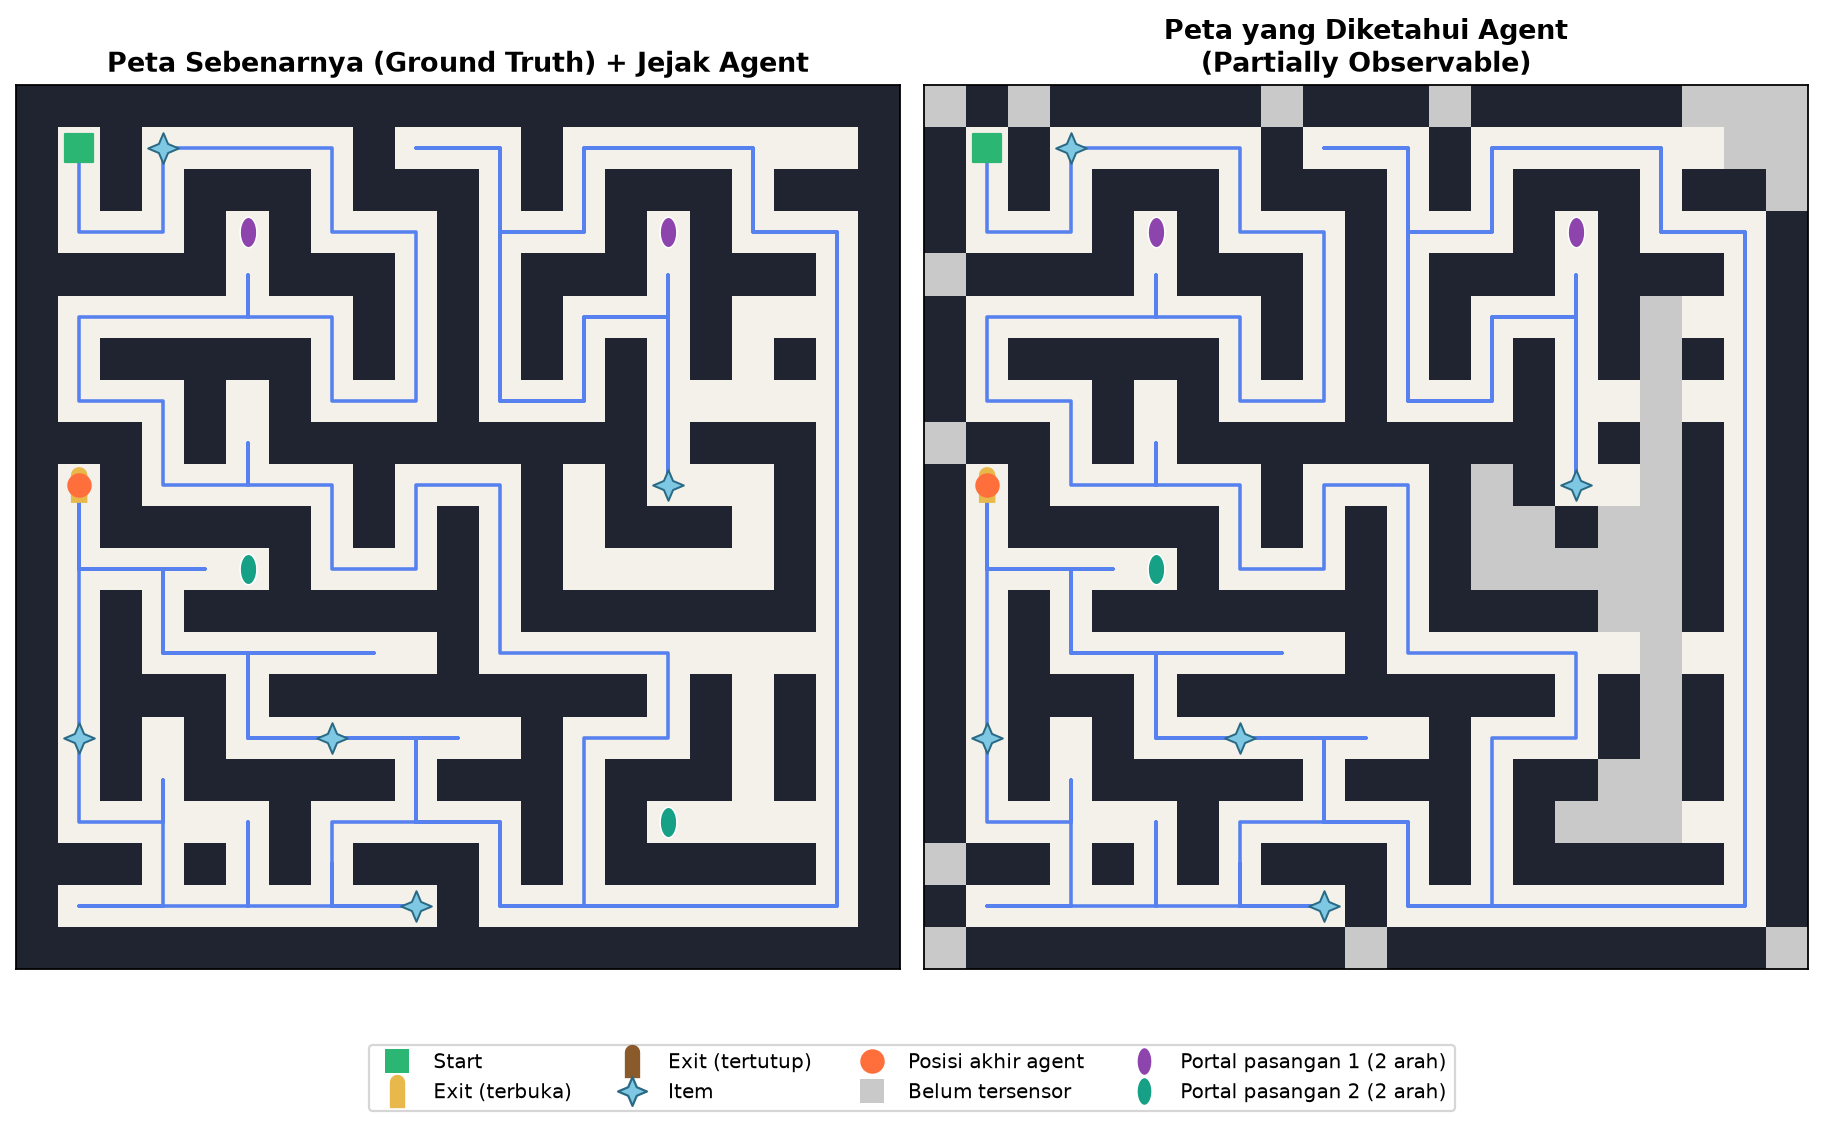 Peta Sebenarnya (Ground Truth) + Jejak Agent
Peta yang Diketahui Agent
(Partially Observable)
Start
Exit (terbuka)
Exit (tertutup)
Item
Posisi akhir agent
Belum tersensor
Portal pasangan 1 (2 arah)
Portal pasangan 2 (2 arah)